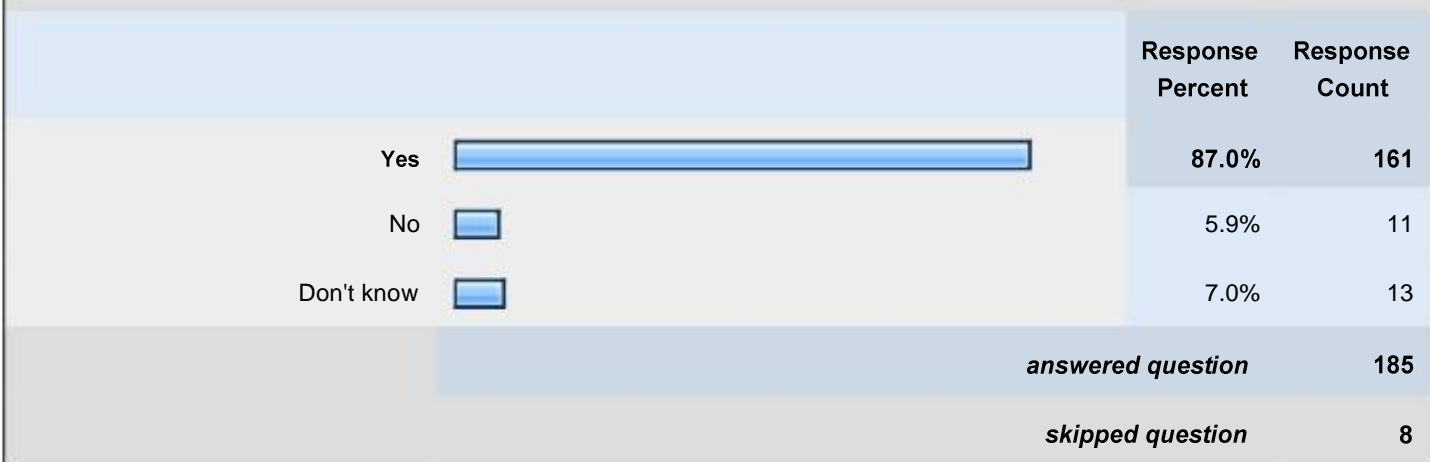 Response Percent Response Count
Yes 87.0% 161
No 5.9% 11
Don't know 7.0% 13
answered question 185
skipped question 8